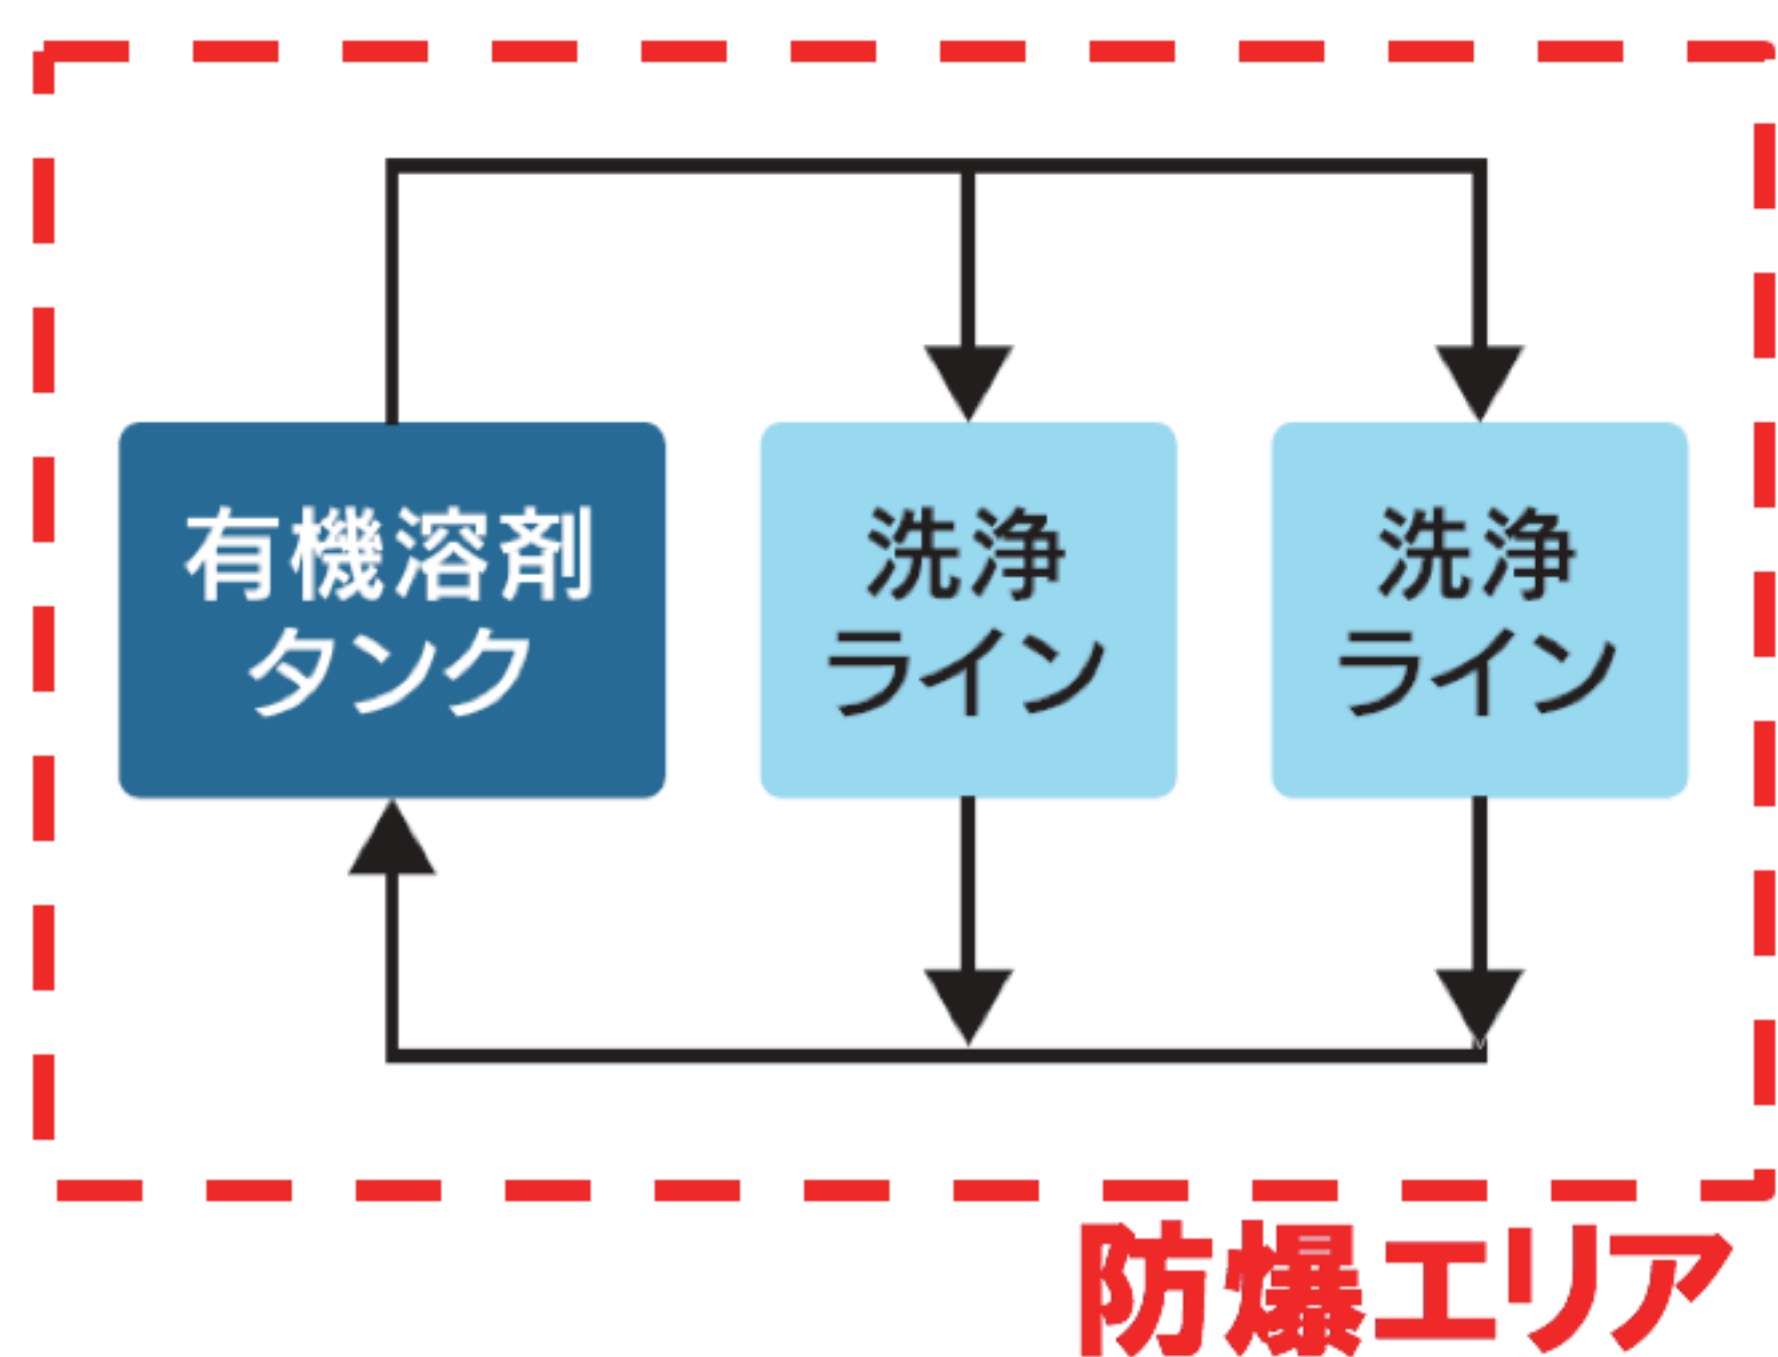 有機溶剤
タンク
洗浄
ライン
洗浄
ライン
防爆エリア